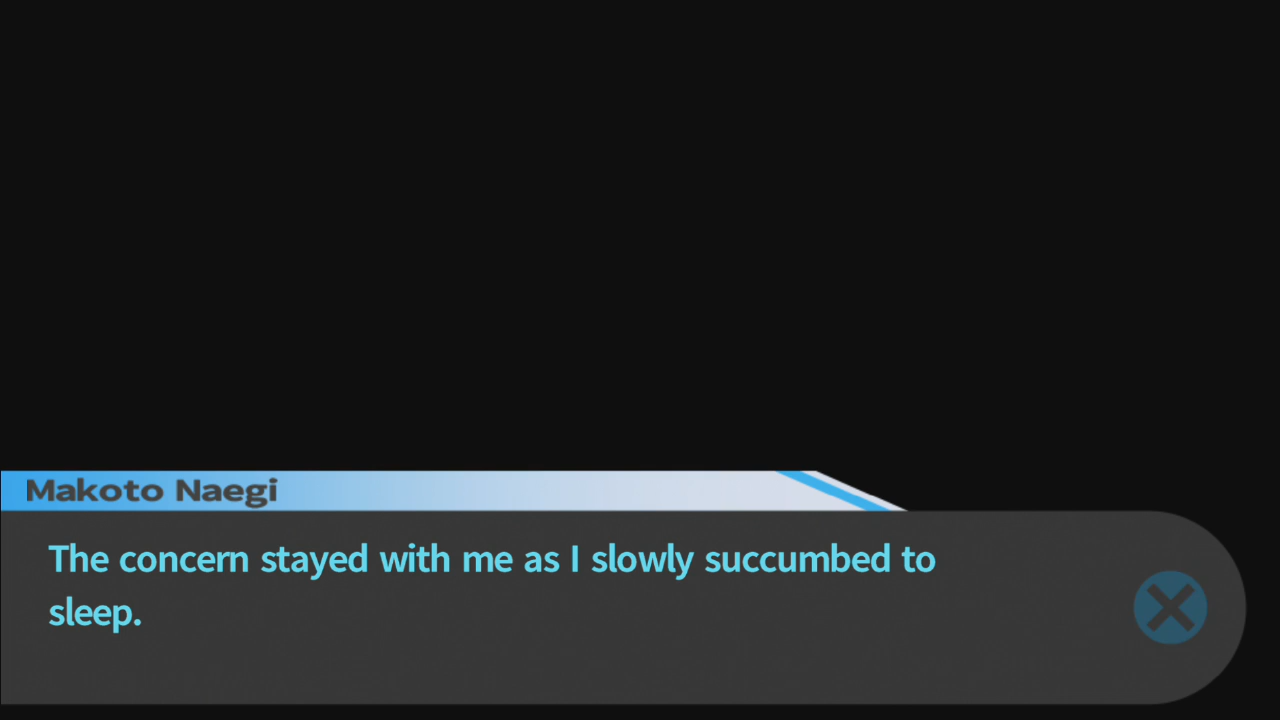 Makoto Naegi
The concern stayed with me as I slowly succumbed to
sleep.